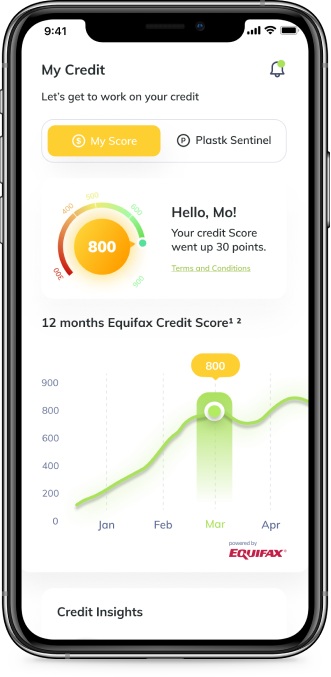 9:41
My Credit
Let's get to work on your credit
$ My Score
P Plastk Sentinel
300
400
500
600
900
800
Hello, Mo!
Your credit Score
went up 30 points.
Terms and Conditions
12 months Equifax Credit Score¹ ²
800
900
800
600
400
200
0
Jan Feb Mar Apr
powered by
EQUIFAX
Credit Insights